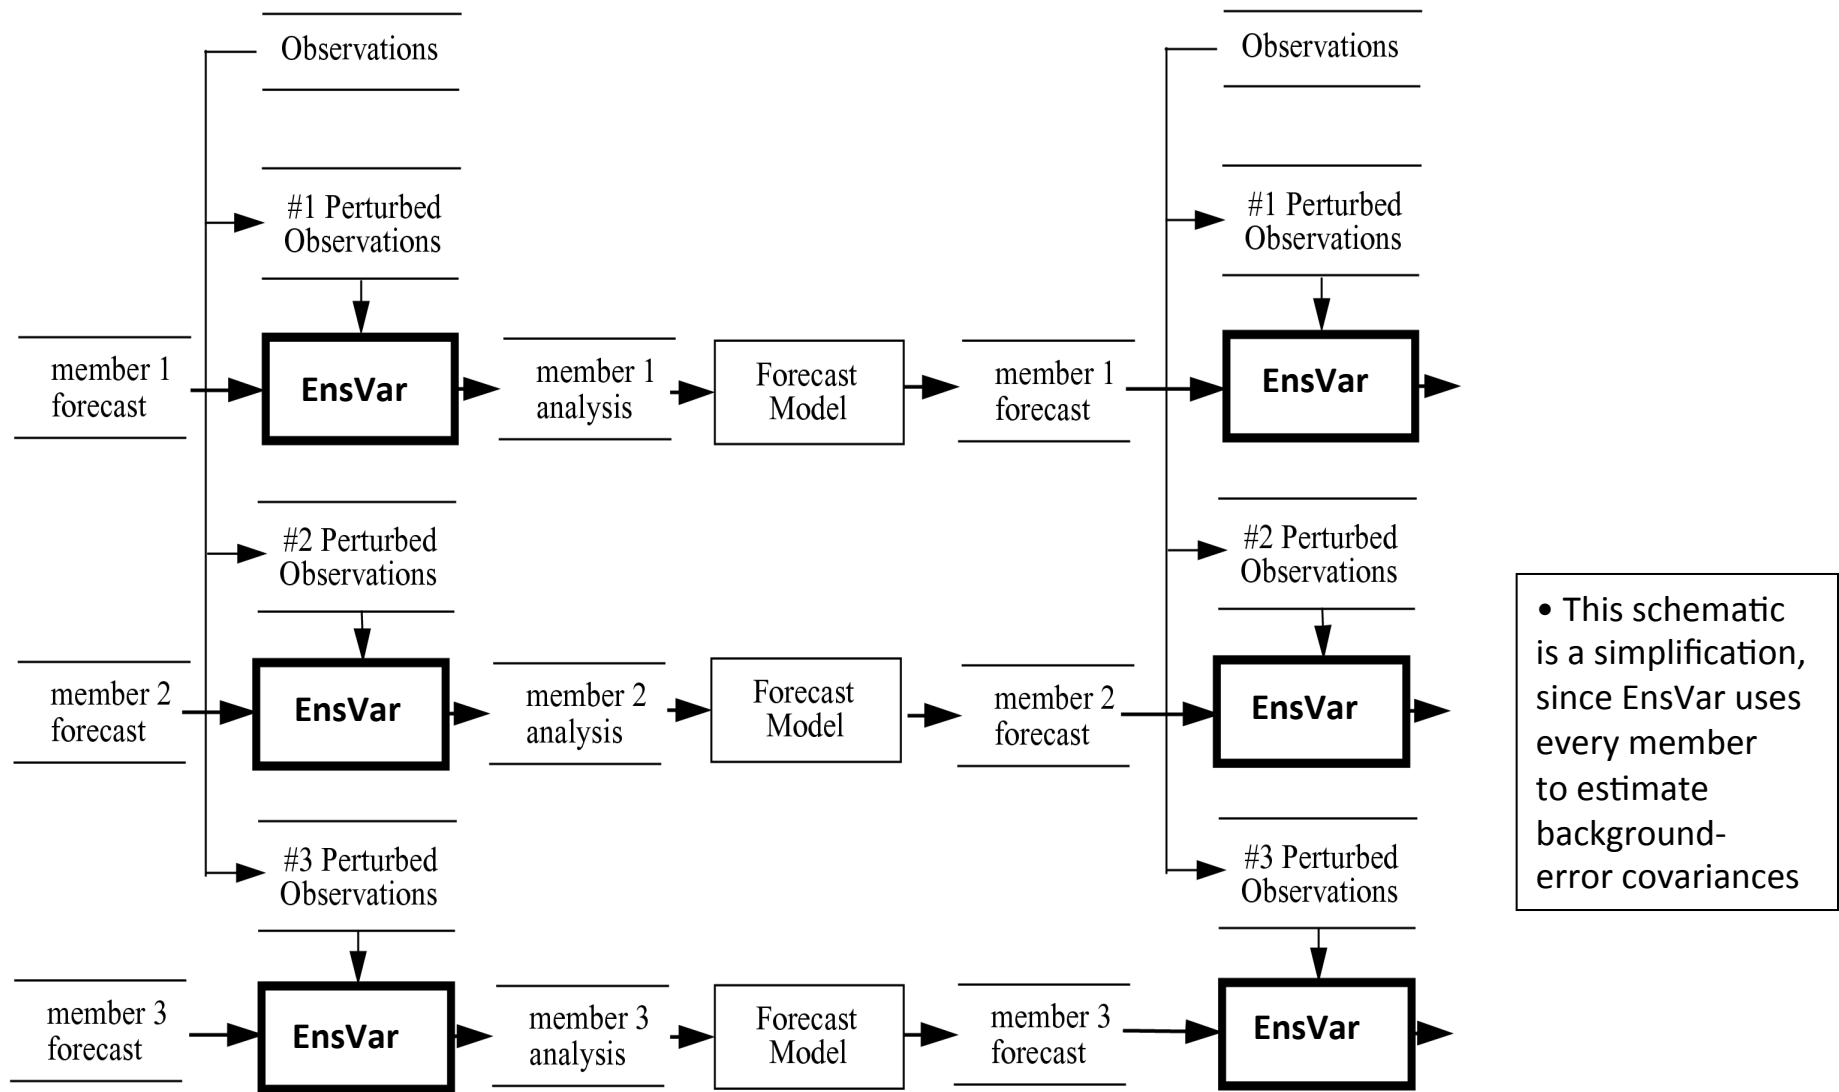 Observations
Observations
#1 Perturbed
Observations
#1 Perturbed
Observations
member 1
forecast
EnsVar
member 1
analysis
Forecast
Model
member 1
forecast
EnsVar
#2 Perturbed
Observations
#2 Perturbed
Observations
member 2
forecast
EnsVar
member 2
analysis
Forecast
Model
member 2
forecast
EnsVar
#3 Perturbed
Observations
#3 Perturbed
Observations
member 3
forecast
EnsVar
member 3
analysis
Forecast
Model
member 3
forecast
EnsVar
• This schematic
is a simplification,
since EnsVar uses
every member
to estimate
background-
error covariances